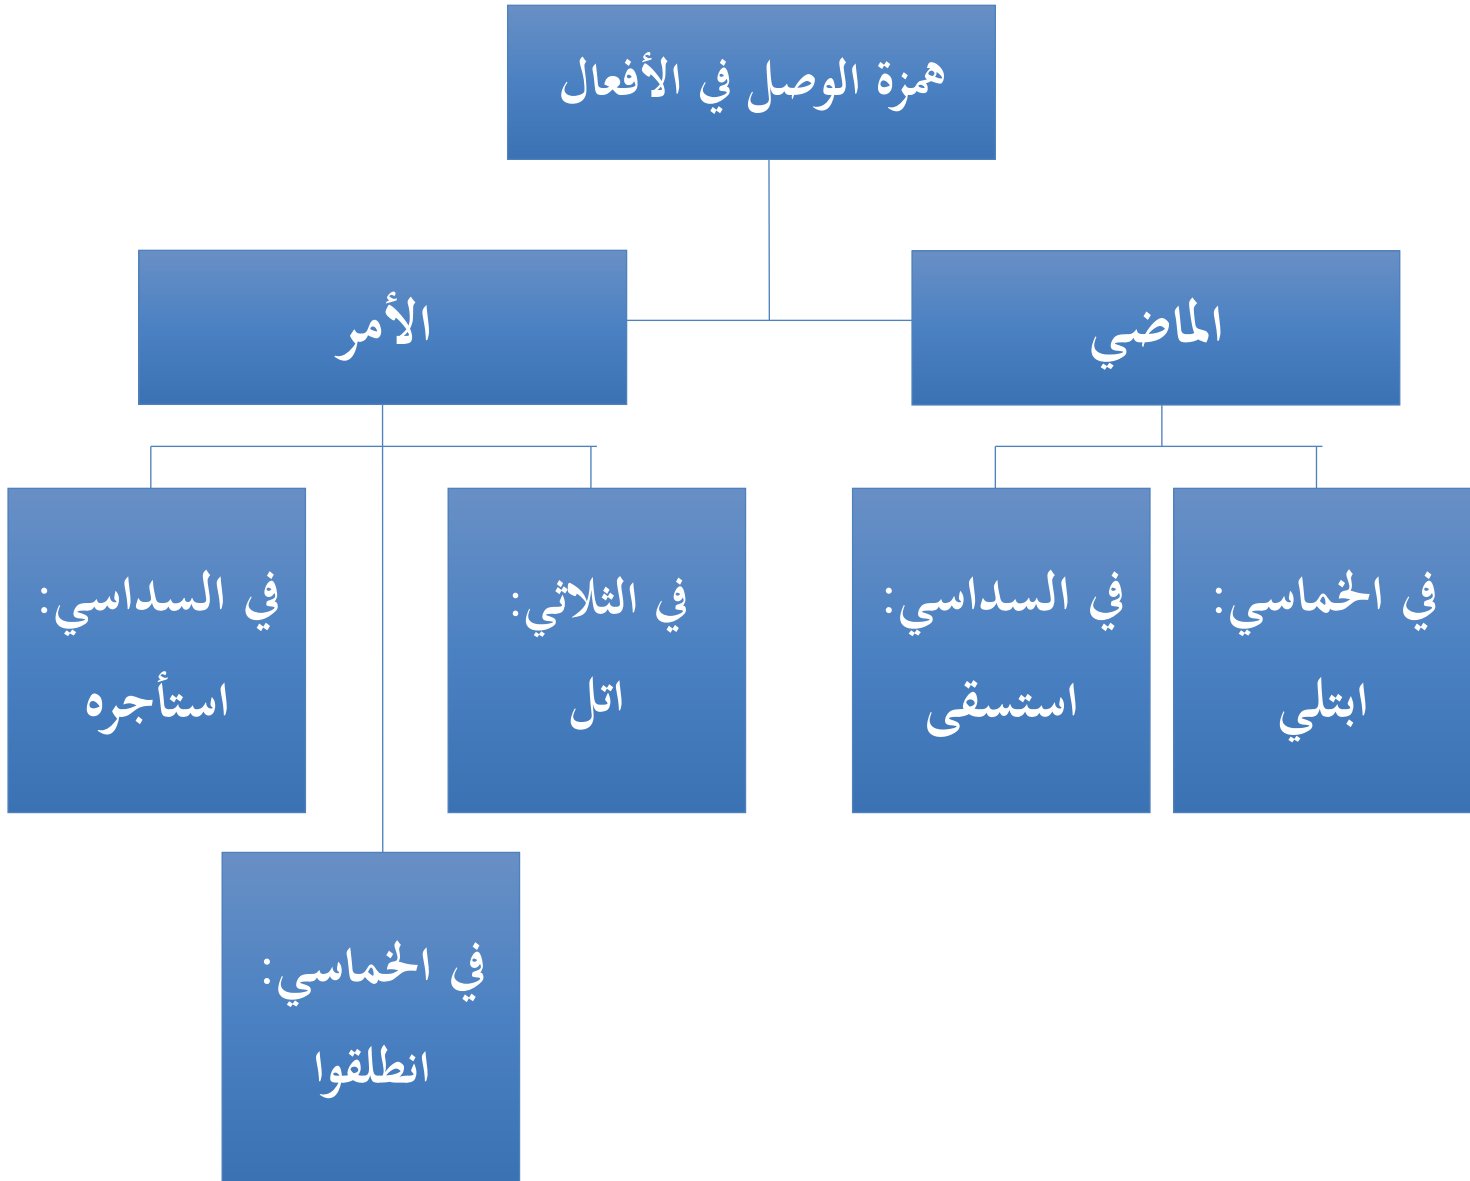 همزة الوصل في الأفعال
الماضي
الأمر
في الخماسي:
ابتلي
في السداسي:
استسقى
في الثلاثي:
اتل
في السداسي:
استأجره
في الخماسي:
انطلقوا